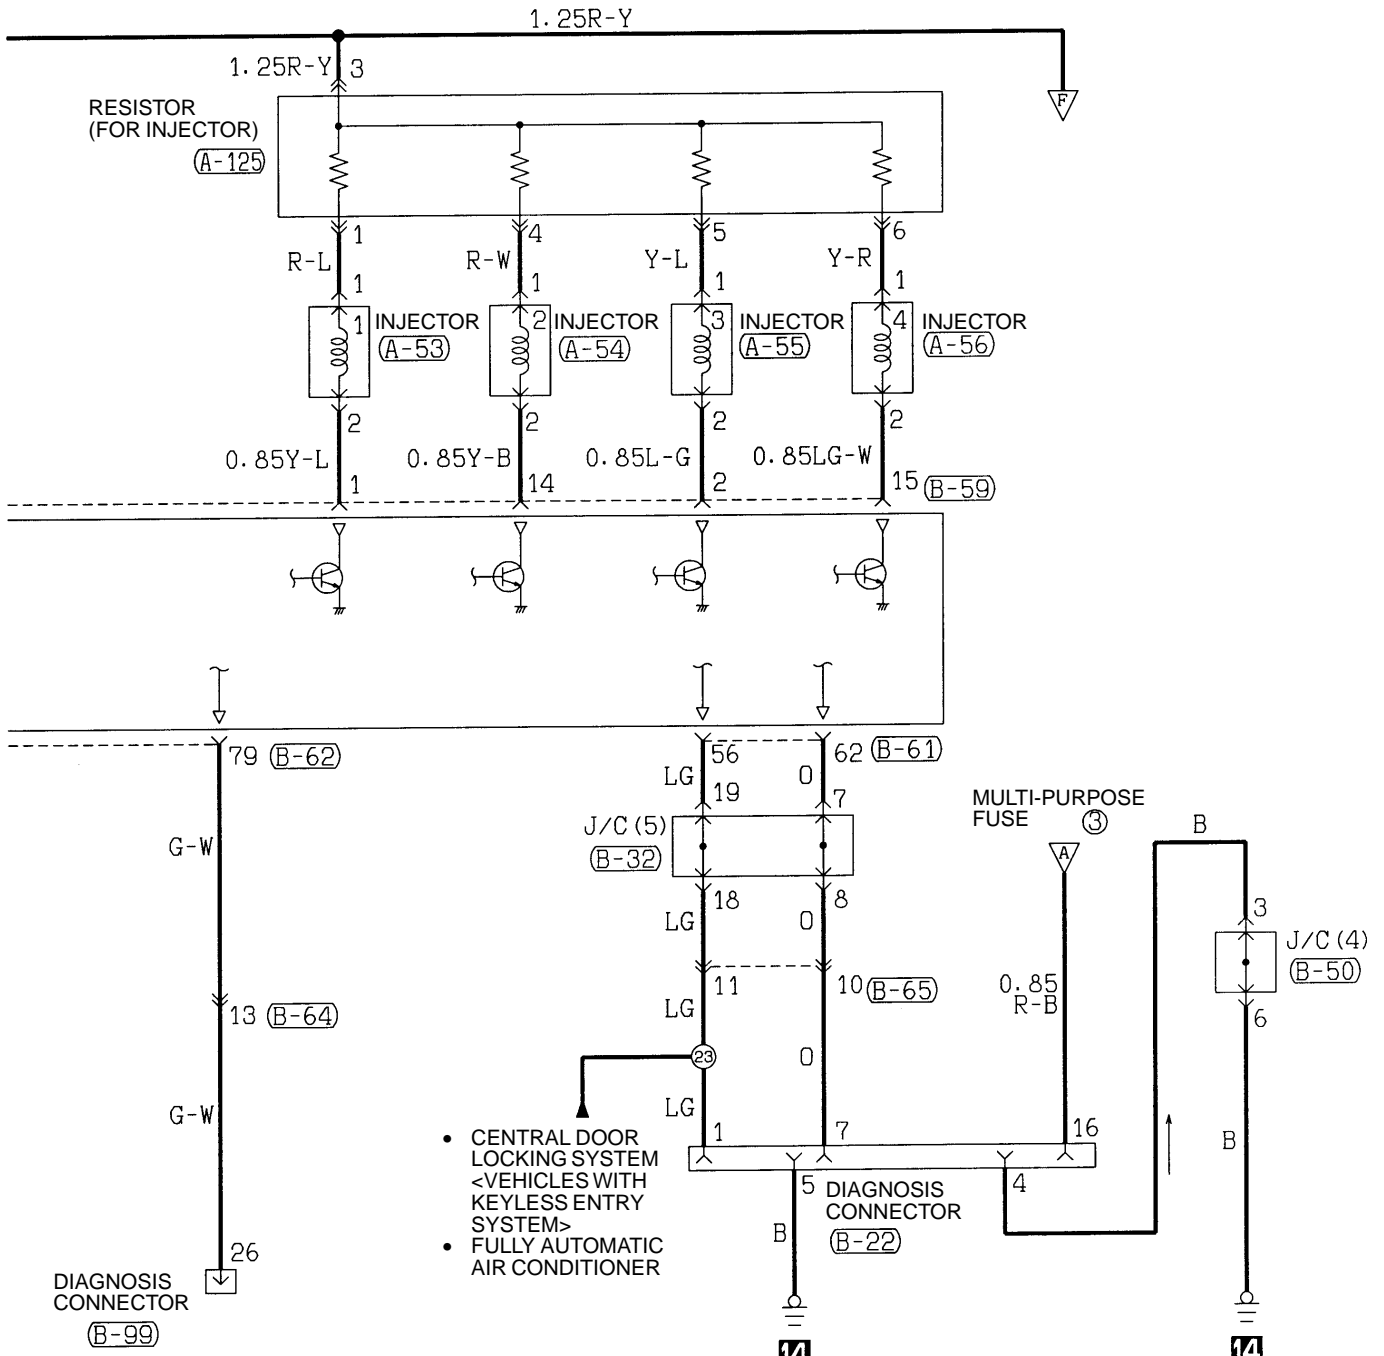 1.25R-Y
1.25R-Y 3
F
RESISTOR
(FOR INJECTOR)
A-125
1 4 5 6
R-L R-W Y-L Y-R
1 1 1 1
1 INJECTOR 2 INJECTOR 3 INJECTOR 4 INJECTOR
A-53 A-54 A-55 A-56
2 2 2 2
0.85Y-L 0.85Y-B 0.85L-G 0.85LG-W
1 14 2 15 B-59
79 B-62 56 62 B-61
LG O
19 7
MULTI-PURPOSE
FUSE 3
J/C(5)
B-32
A
B
G-W
18 8
LG O
3
J/C(4)
B-50
6
11 10 B-65
0.85
R-B
13 B-64
LG
23
O
G-W
LG
1 7 16
B
• CENTRAL DOOR
LOCKING SYSTEM
<VEHICLES WITH
KEYLESS ENTRY
SYSTEM>
• FULLY AUTOMATIC
AIR CONDITIONER
5 4
DIAGNOSIS
CONNECTOR
B-22
B
26
DIAGNOSIS
CONNECTOR
B-99
14 14